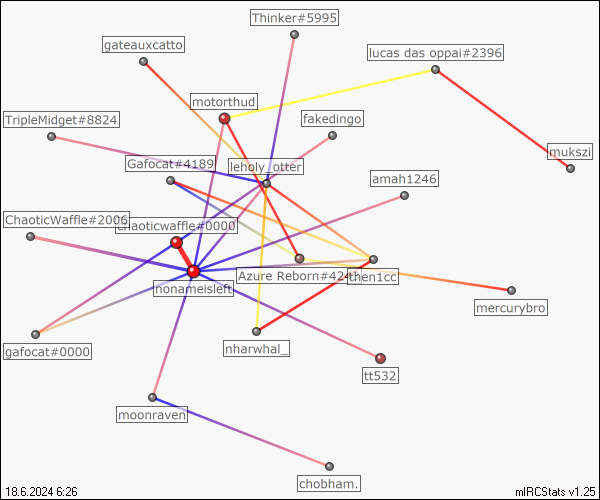 Thinker#5995
gateauxcatto
lucas das oppai#2396
motorthud
TripleMidget#8824
fakedingo
mukszi
Gafocat#4189
leholy_otter
amah1246
ChaoticWaffle#2006
chaoticwaffle#0000
Azure Reborn#424
then1cc
nonameisleft
mercurybro
gafocat#0000
nharwhal_
tt532
moonraven
chobham.
18.6.2024 6:26
mIRCStats v1.25